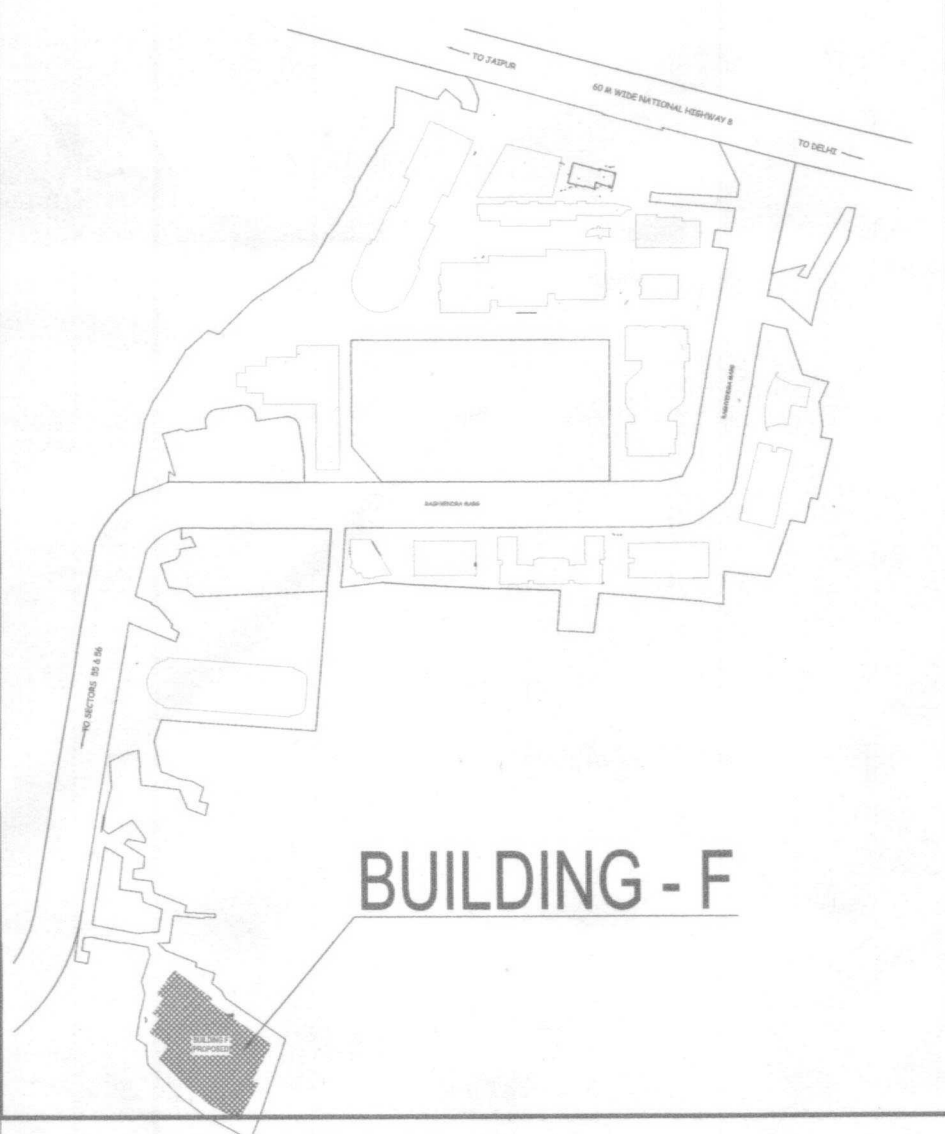 TO JAIPUR
60 M WIDE NATIONAL HIGHWAY 8
TO DELHI
TO SECTORS 55 & 56
BUILDING - F
BUILDING F
(PROPOSED)